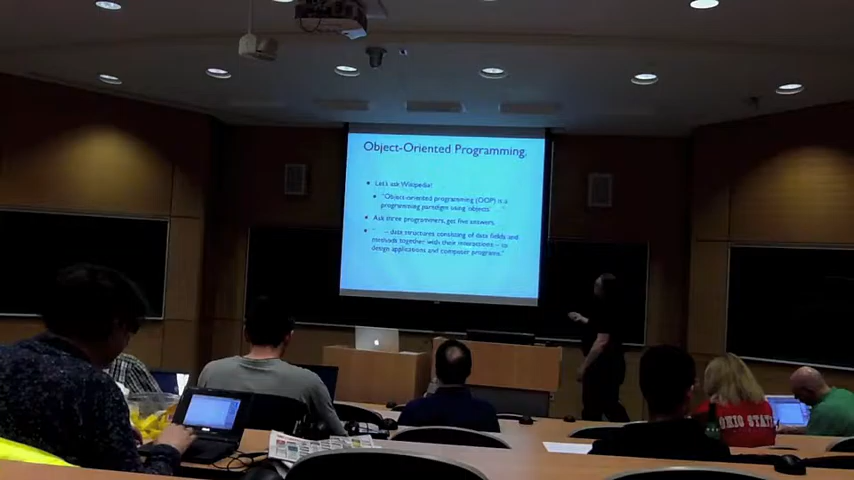 Object-Oriented Programming.
Let's ask Wikipedia!
"Object-oriented programming (OOP) is a
programming paradigm using objects"
Ask three programmers, get five answers.
" – data structures consisting of data fields and
methods together with their interactions – to
design applications and computer programs."
OHIO STATE